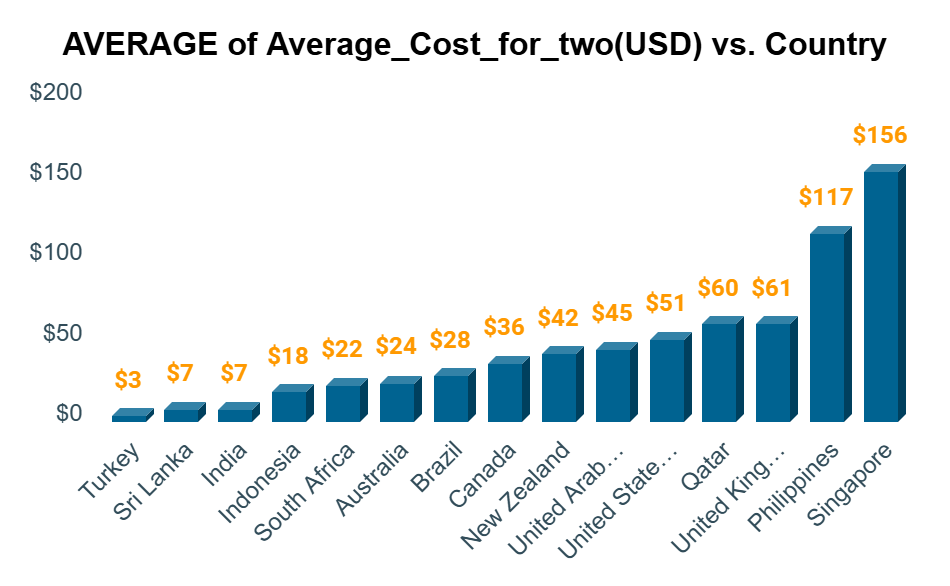 AVERAGE of Average_Cost_for_two(USD) vs. Country
$200
$150
$100
$50
$0
$3
$7
$7
$18
$22
$24
$28
$36
$42
$45
$51
$60
$61
$117
$156
Turkey
Sri Lanka
India
Indonesia
South Africa
Australia
Brazil
Canada
New Zealand
United Arab…
United State…
Qatar
United King…
Philippines
Singapore